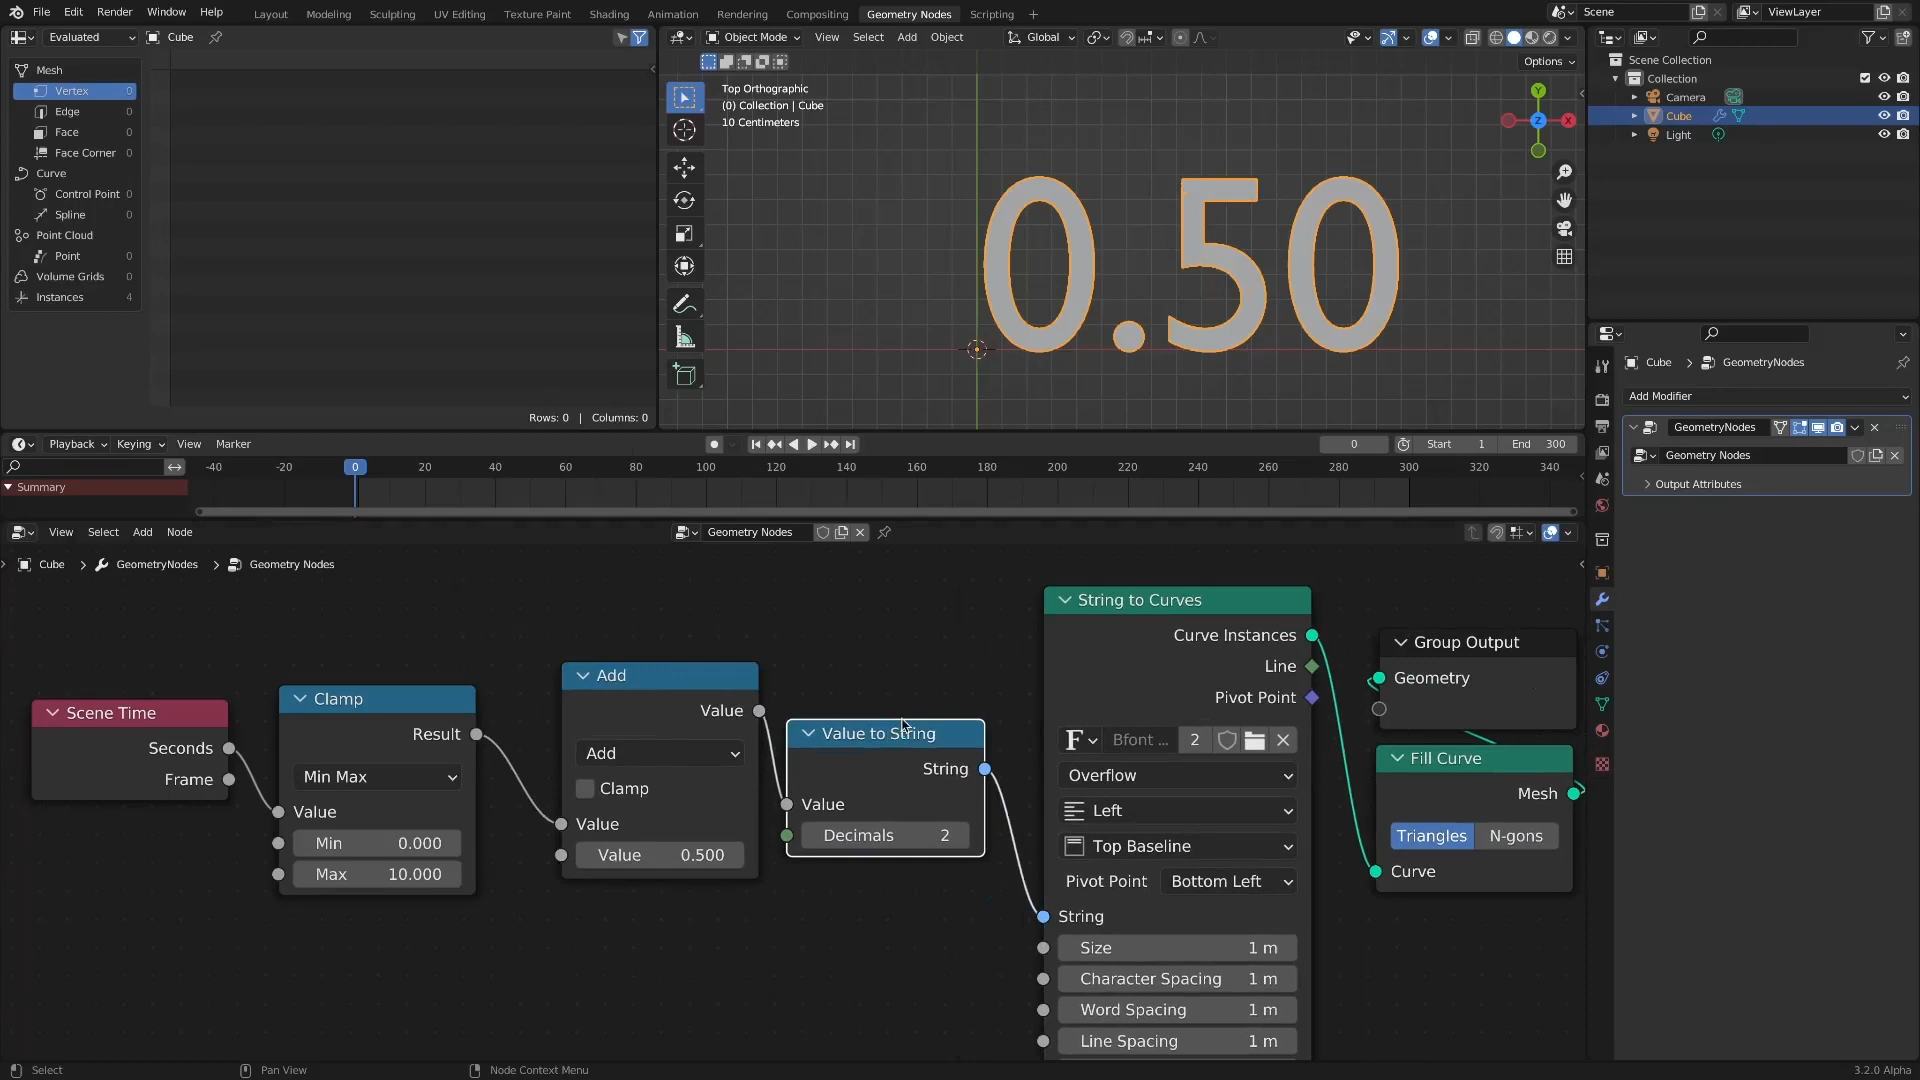 File Edit Render Window Help Layout Modeling Sculpting UV Editing Texture Paint Shading Animation Rendering Compositing Geometry Nodes Scripting + Scene ViewLayer
Evaluated Cube
Object Mode View Select Add Object Global
Options
Mesh
Vertex 0
Edge 0
Face 0
Face Corner 0
Curve
Control Point 0
Spline 0
Point Cloud
Point 0
Volume Grids 0
Instances 4
Rows: 0 | Columns: 0
Top Orthographic
(0) Collection | Cube
10 Centimeters
0.50
Y
Z
X
Scene Collection
Collection
Camera
Cube
Light
Playback Keying View Marker 0 Start 1 End 300
-40 -20 0 20 40 60 80 100 120 140 160 180 200 220 240 260 280 300 320 340
Summary
Cube > GeometryNodes
Add Modifier
GeometryNodes
Geometry Nodes
Output Attributes
View Select Add Node Geometry Nodes
Cube > GeometryNodes > Geometry Nodes
Scene Time
Seconds
Frame
Clamp
Result
Min Max
Value
Min 0.000
Max 10.000
Add
Value
Add
Clamp
Value
Value 0.500
Value to String
String
Value
Decimals 2
String to Curves
Curve Instances
Line
Pivot Point
F Bfont ... 2
Overflow
Left
Top Baseline
Pivot Point Bottom Left
String
Size 1 m
Character Spacing 1 m
Word Spacing 1 m
Line Spacing 1 m
Group Output
Geometry
Fill Curve
Mesh
Triangles N-gons
Curve
Select Pan View Node Context Menu 3.2.0 Alpha